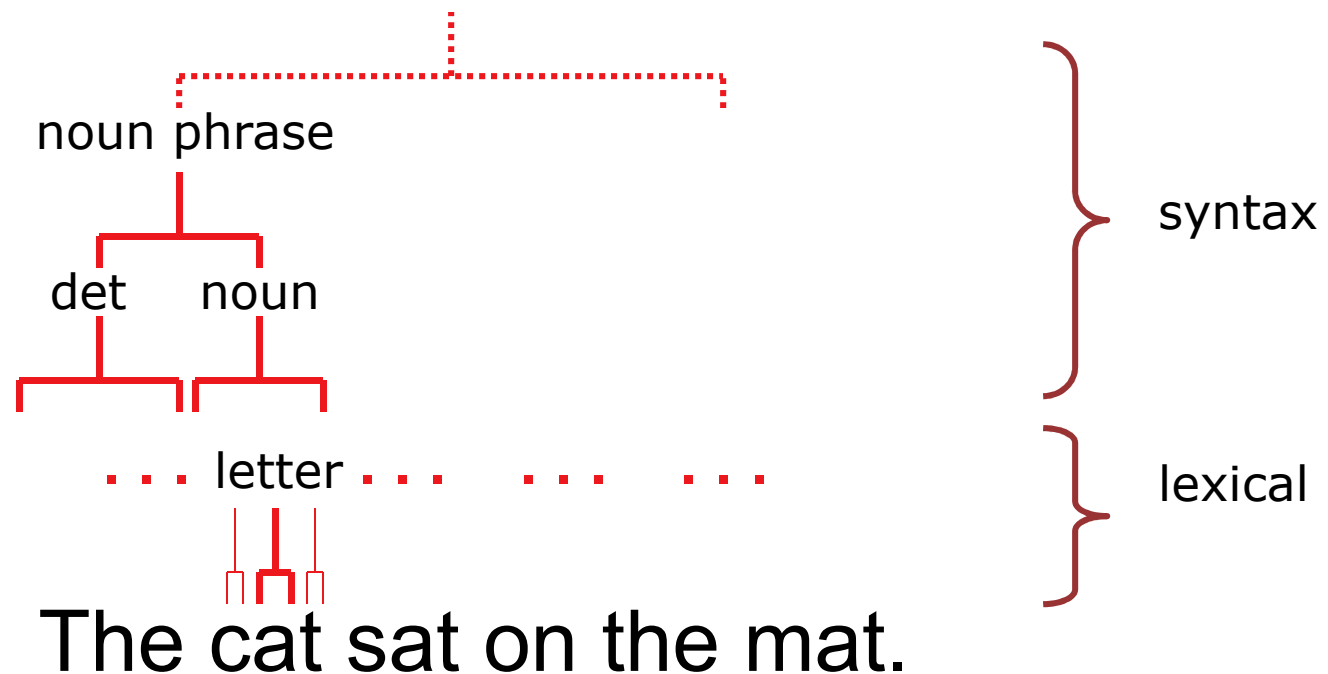 noun phrase
syntax
det noun
. . . letter . . . . . . . . .
lexical
The cat sat on the mat.